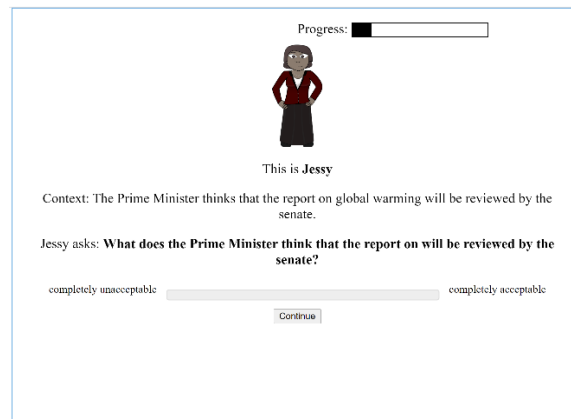 Progress:
This is Jessy
Context: The Prime Minister thinks that the report on global warming will be reviewed by the
senate.
Jessy asks: What does the Prime Minister think that the report on will be reviewed by the
senate?
completely unacceptable completely acceptable
Continue